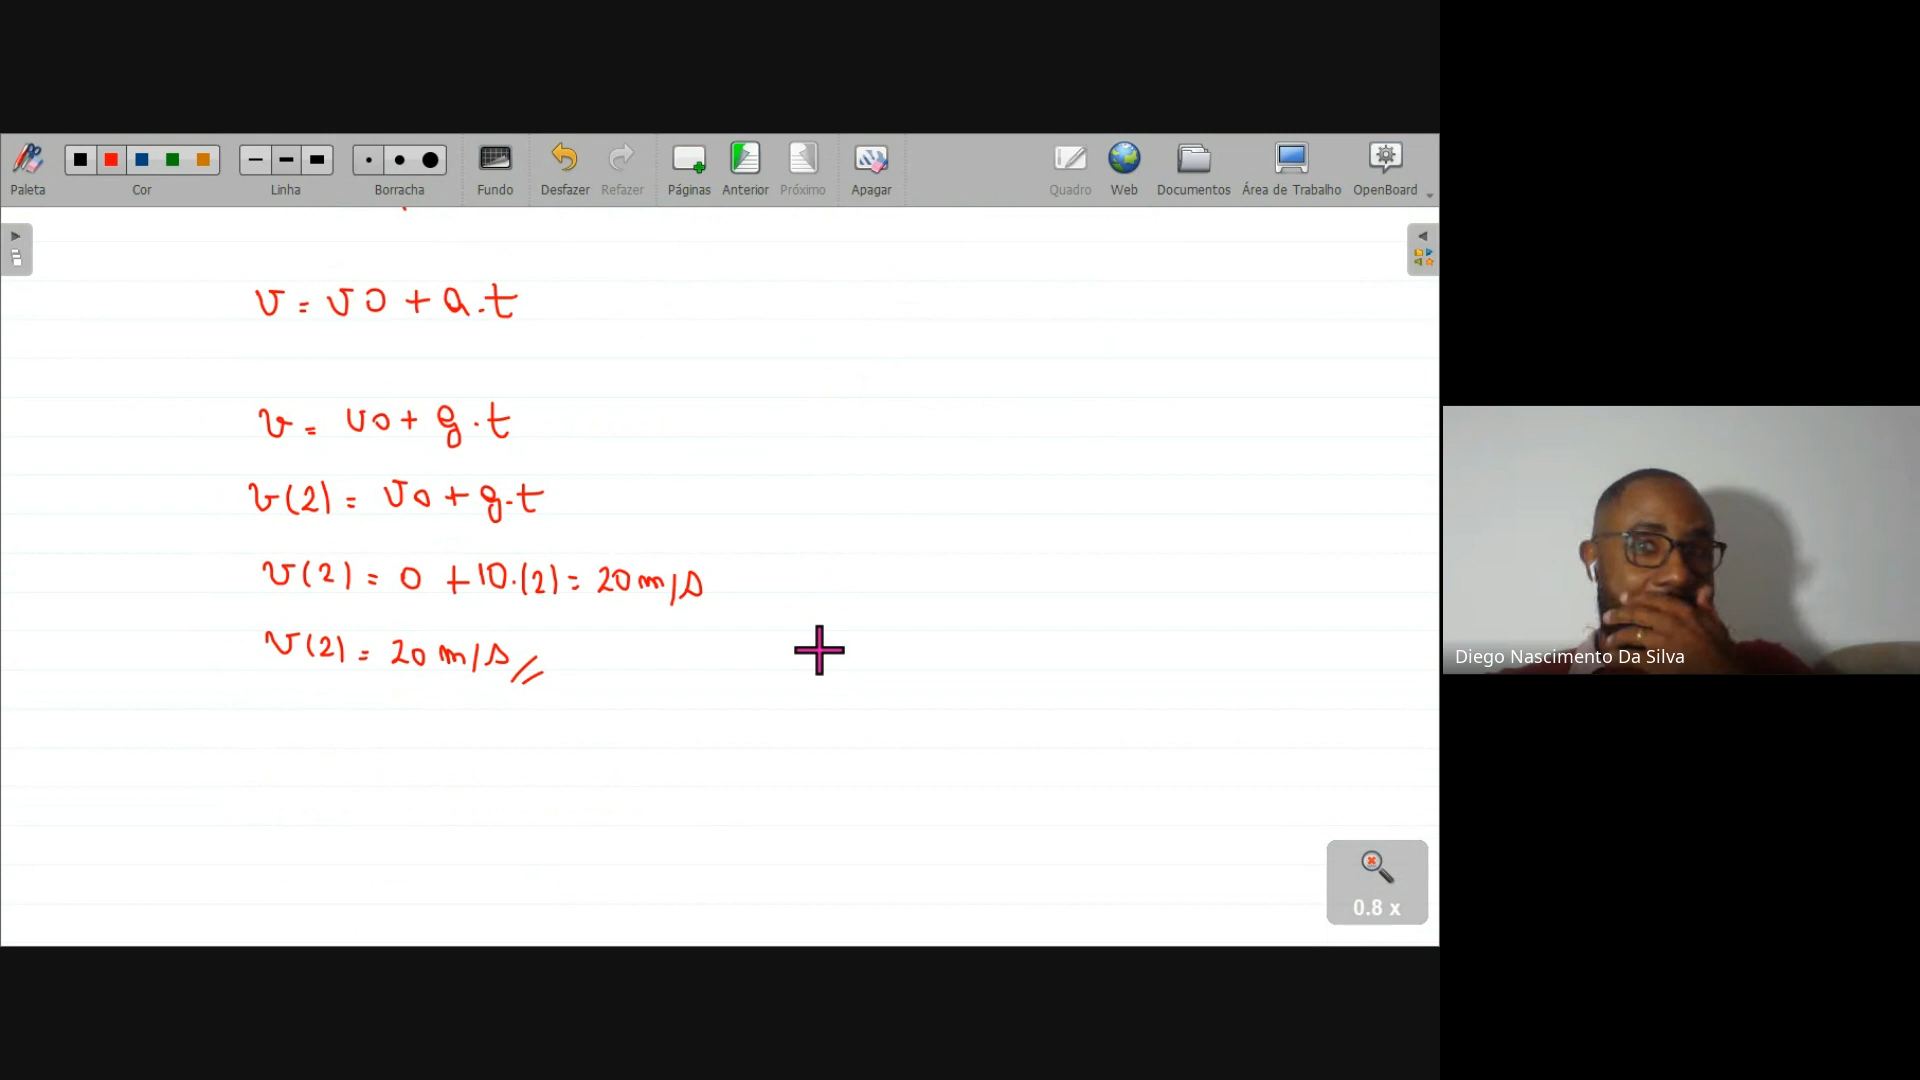 Paleta
Cor
Linha
Borracha
Fundo
Desfazer
Refazer
Páginas
Anterior
Próximo
Apagar
Quadro
Web
Documentos
Área de Trabalho
OpenBoard
v = v0 + a.t
v = v0 + g.t
v(2) = v0 + g.t
v(2) = 0 + 10.(2) = 20 m/s
v(2) = 20 m/s //
Diego Nascimento Da Silva
0.8 x